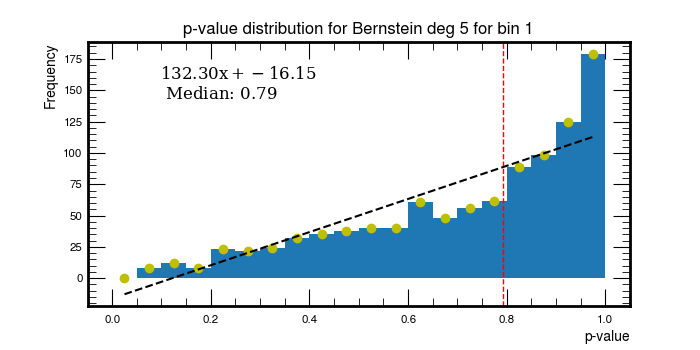 p-value distribution for Bernstein deg 5 for bin 1
Frequency
132.30x + −16.15
Median: 0.79
175
150
125
100
75
50
25
0
0.0 0.2 0.4 0.6 0.8 1.0
p-value